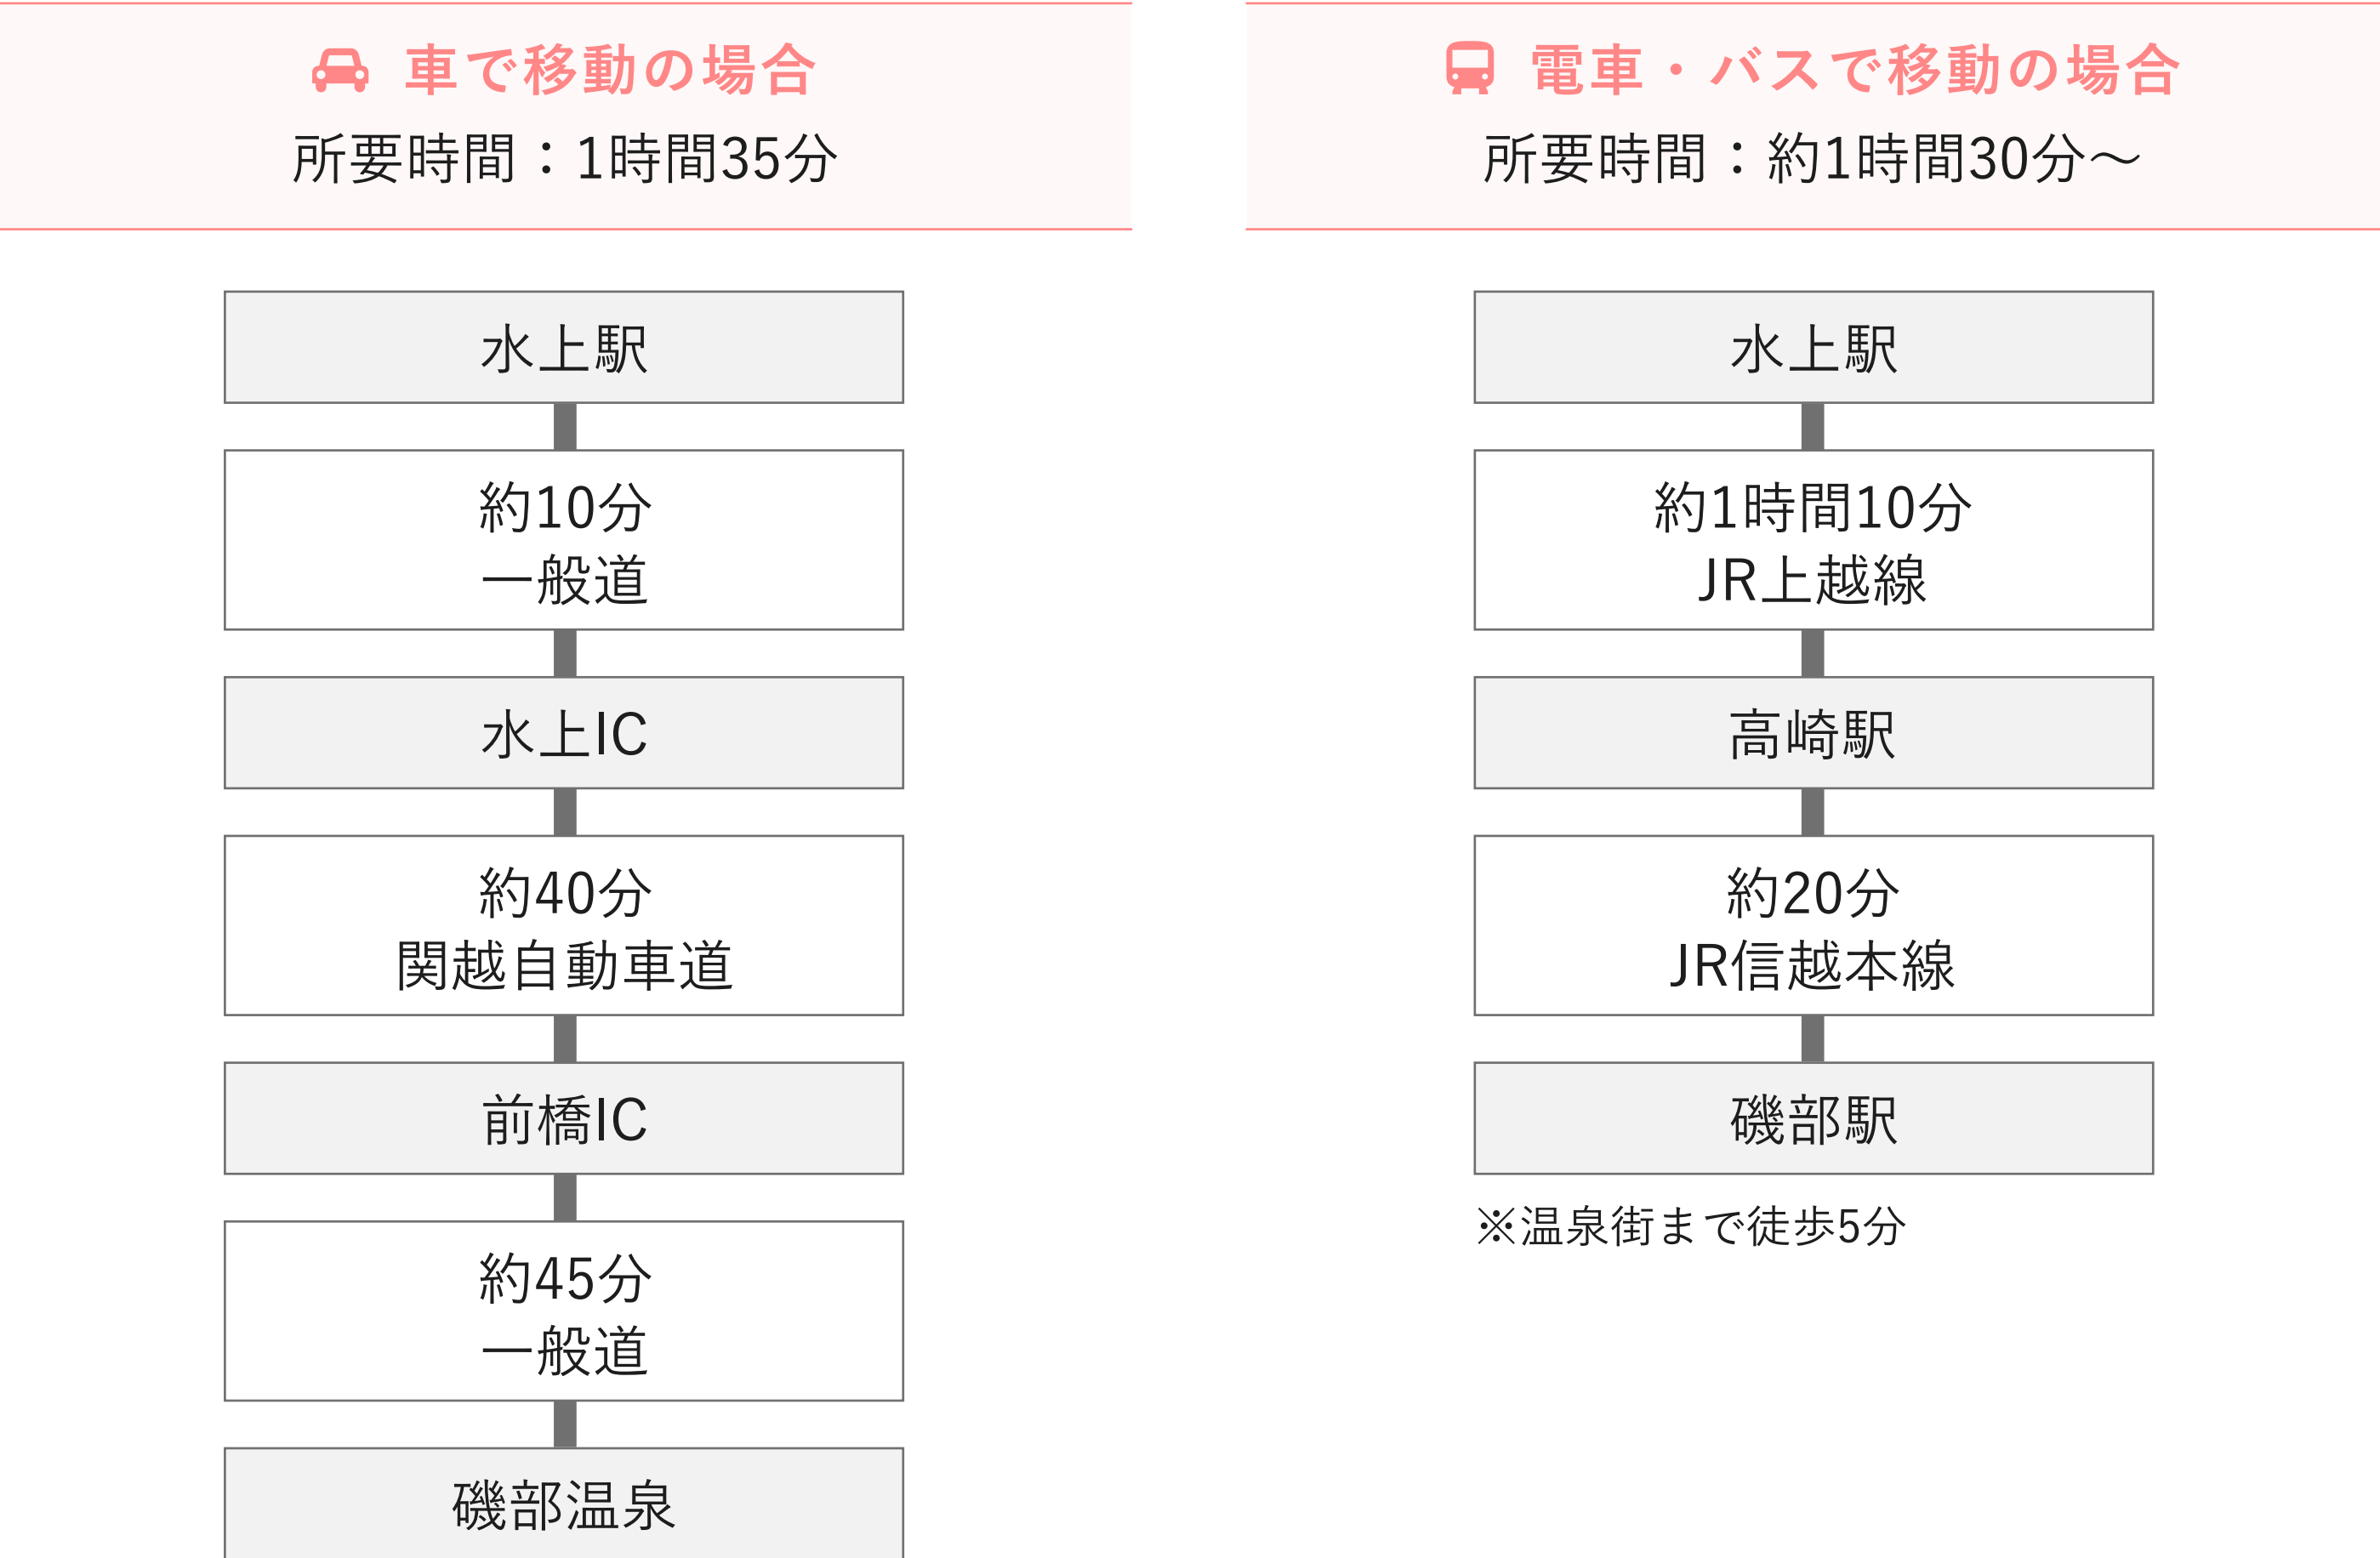 車で移動の場合
所要時間：1時間35分
水上駅
約10分
一般道
水上IC
約40分
関越自動車道
前橋IC
約45分
一般道
磯部温泉
電車・バスで移動の場合
所要時間：約1時間30分～
水上駅
約1時間10分
JR上越線
高崎駅
約20分
JR信越本線
磯部駅
※温泉街まで徒歩5分